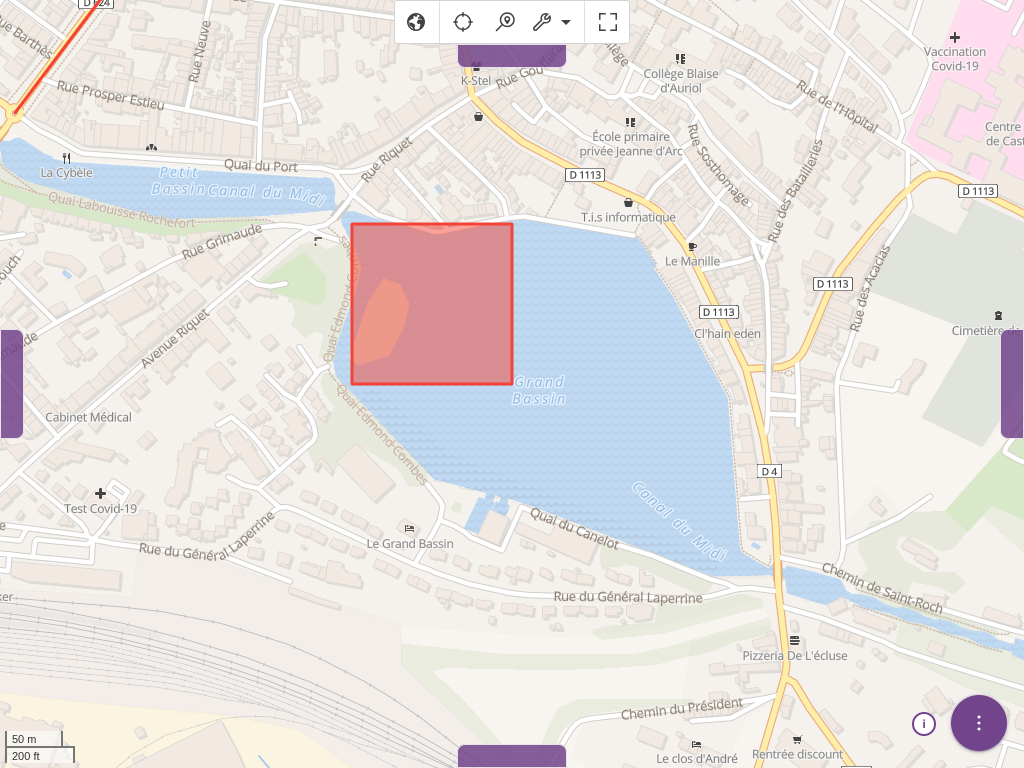 D 624
Rue Barthès
Rue Neuve
Rue Prosper Estieu
K-Stel
Rue Gou
Collège Blaise
d'Auriol
Vaccination
Covid-19
Rue de l'Hôpital
Centre
de Cast
École primaire
privée Jeanne d'Arc
Rue Sosthomage
Rue des Batailleries
La Cybèle
Quai du Port
Rue Riquet
Petit
Bassin
Canal du Midi
Quai Labouisse Rochefort
D 1113
D 1113
T.i.s informatique
Rue Grimaude
Le Manille
D 1113
Rue des Acacias
D 1113
Cl'hain eden
Cimetière de
Avenue Riquet
Grand
Bassin
Cabinet Médical
Quai Edmond Combes
D 4
Test Covid-19
Canal du Midi
Quai du Canelot
Le Grand Bassin
Rue du Général Laperrine
Rue du Général Laperrine
Chemin de Saint-Roch
Pizzeria De L'écluse
Chemin du Président
50 m
200 ft
Le clos d'André
Rentrée discount